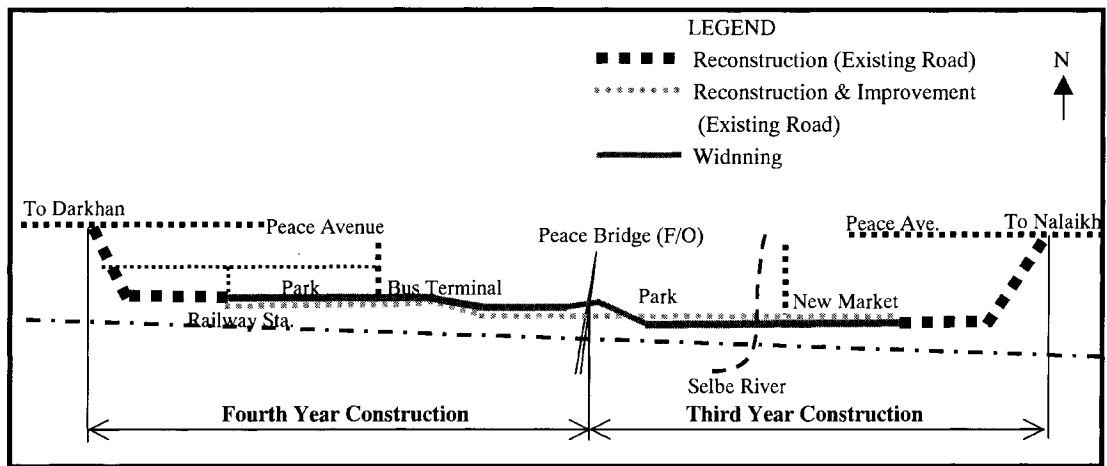 LEGEND
Reconstruction (Existing Road)
N
Reconstruction & Improvement
(Existing Road)
Widnning
To Darkhan
Peace Avenue
Peace Bridge (F/O)
Peace Ave.
To Nalaikh
Park
Bus Terminal
Park
New Market
Railway Sta.
Selbe River
Fourth Year Construction
Third Year Construction